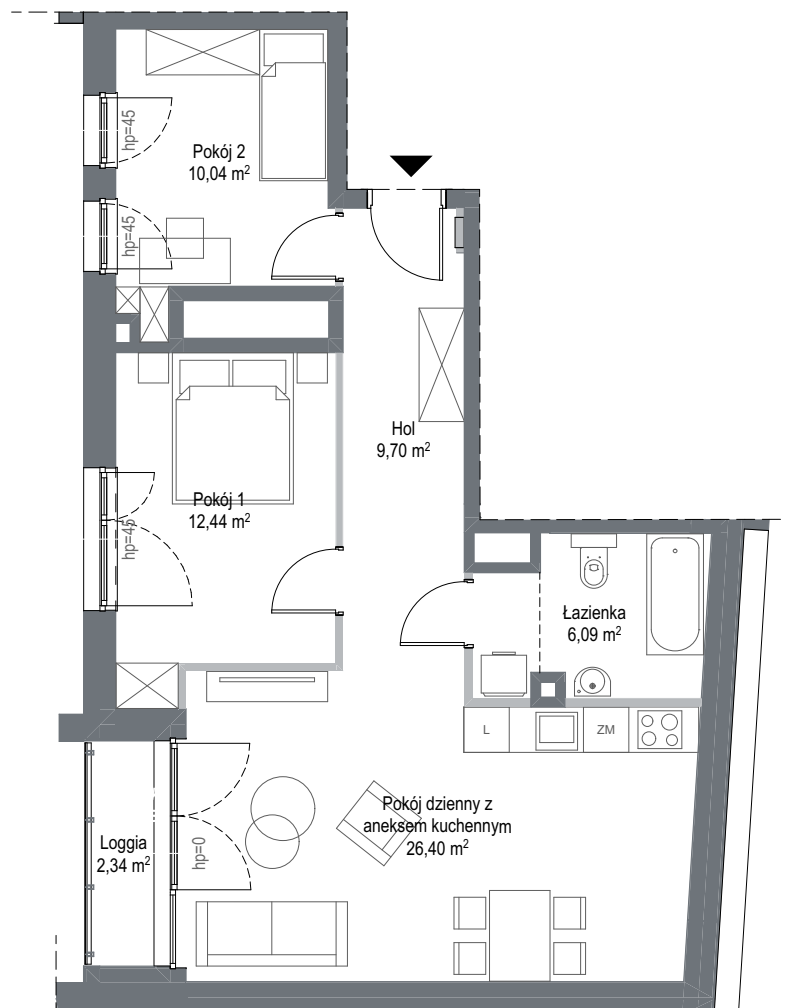 hp=45
Pokój 2
10,04 m²
hp=45
Hol
9,70 m²
Pokój 1
12,44 m²
hp=45
Łazienka
6,09 m²
L
ZM
Pokój dzienny z
aneksem kuchennym
26,40 m²
Loggia
2,34 m²
hp=0